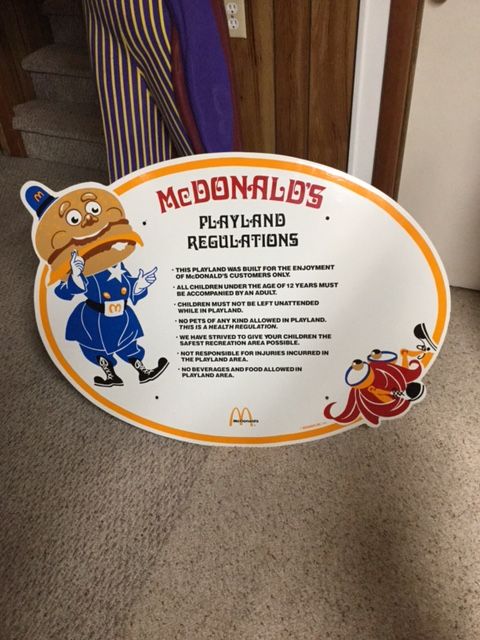 McDONALD'S
PLAYLAND
REGULATIONS
· THIS PLAYLAND WAS BUILT FOR THE ENJOYMENT
OF McDONALD'S CUSTOMERS ONLY.
· ALL CHILDREN UNDER THE AGE OF 12 YEARS MUST
BE ACCOMPANIED BY AN ADULT.
· CHILDREN MUST NOT BE LEFT UNATTENDED
WHILE IN PLAYLAND.
· NO PETS OF ANY KIND ALLOWED IN PLAYLAND.
THIS IS A HEALTH REGULATION.
· WE HAVE STRIVED TO GIVE YOUR CHILDREN THE
SAFEST RECREATION AREA POSSIBLE.
· NOT RESPONSIBLE FOR INJURIES INCURRED IN
THE PLAYLAND AREA.
· NO BEVERAGES AND FOOD ALLOWED IN
PLAYLAND AREA.
McDonald's